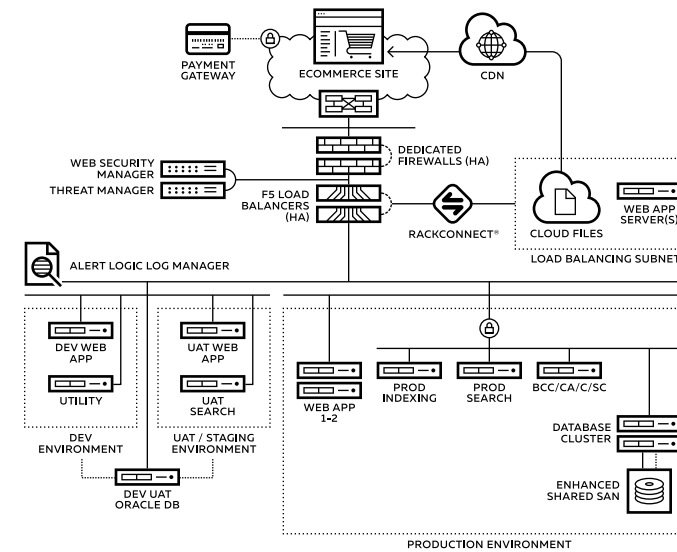 PAYMENT
GATEWAY
ECOMMERCE SITE
CDN
WEB SECURITY
MANAGER
THREAT MANAGER
DEDICATED
FIREWALLS (HA)
F5 LOAD
BALANCERS
(HA)
RACKCONNECT®
CLOUD FILES
WEB APP
SERVER(S)
LOAD BALANCING SUBNET
ALERT LOGIC LOG MANAGER
DEV WEB
APP
UTILITY
DEV
ENVIRONMENT
UAT WEB
APP
UAT
SEARCH
UAT / STAGING
ENVIRONMENT
DEV UAT
ORACLE DB
WEB APP
1-2
PROD
INDEXING
PROD
SEARCH
BCC/CA/C/SC
DATABASE
CLUSTER
ENHANCED
SHARED SAN
PRODUCTION ENVIRONMENT